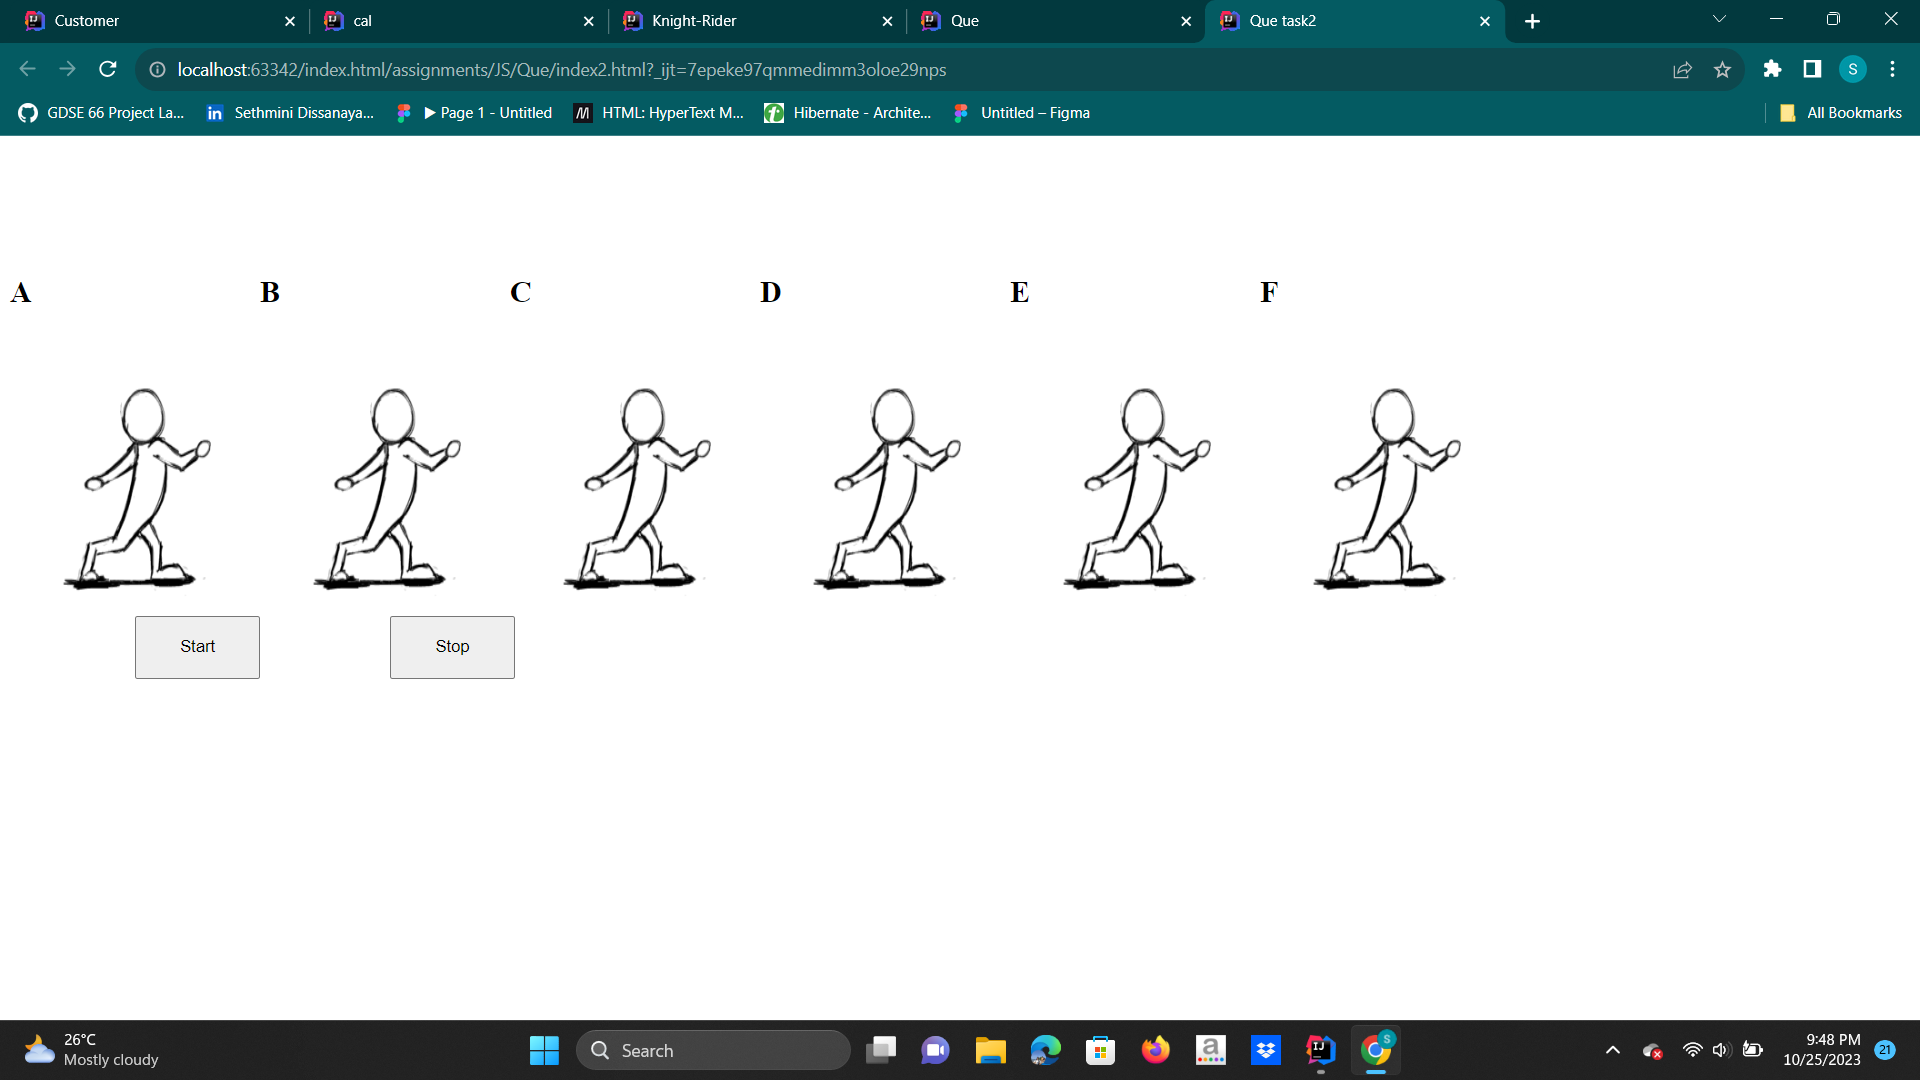 Customer
cal
Knight-Rider
Que
Que task2
localhost:63342/index.html/assignments/JS/Que/index2.html?_ijt=7epeke97qmmedimm3oloe29nps
S
GDSE 66 Project La...
in Sethmini Dissanaya...
▶ Page 1 - Untitled
M HTML: HyperText M...
Hibernate - Archite...
Untitled – Figma
All Bookmarks
A B C D E F
Start
Stop
26°C
Mostly cloudy
Search
a
IJ
S
9:48 PM
10/25/2023
21